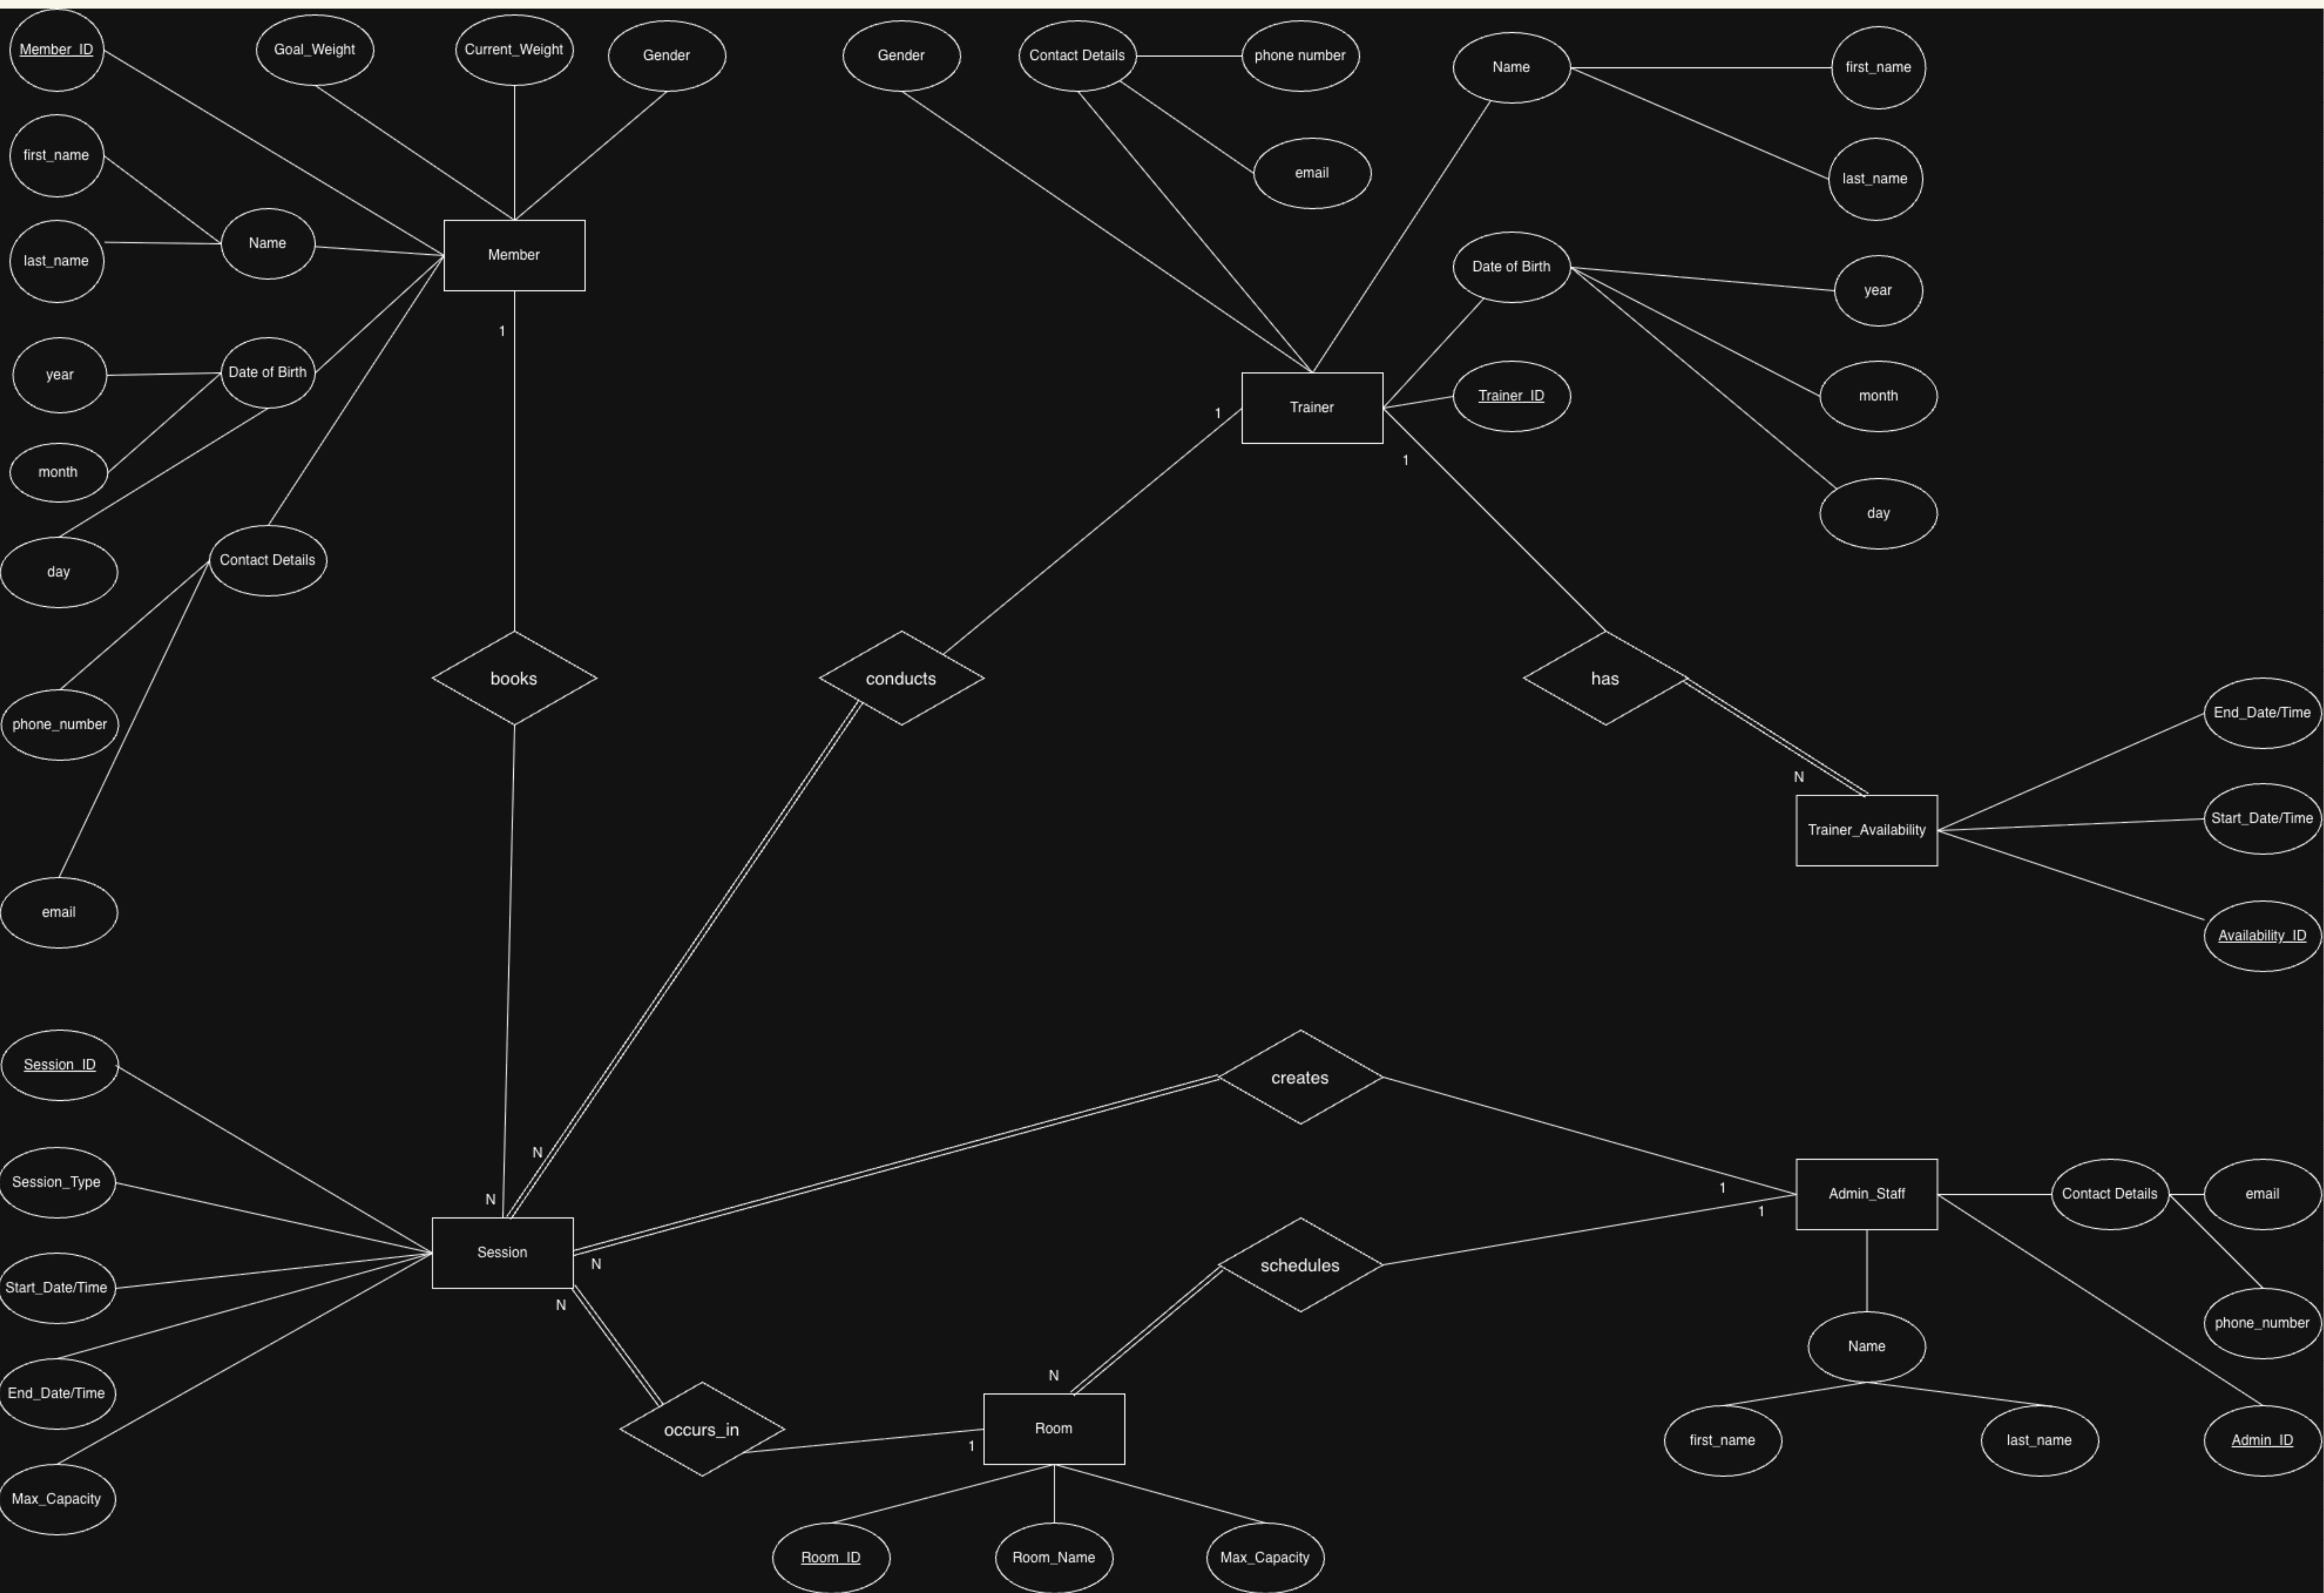 Member_ID
Goal_Weight
Current_Weight
Gender
Gender
Contact Details
phone number
Name
first_name
first_name
email
last_name
last_name
Name
Member
Date of Birth
year
1
year
Date of Birth
Trainer_ID
month
Trainer
1
1
month
day
day
Contact Details
books
conducts
has
phone_number
End_Date/Time
N
Start_Date/Time
Trainer_Availability
email
Availability_ID
Session_ID
creates
N
Session_Type
N
1
Admin_Staff
Contact Details
email
1
Session
N
schedules
Start_Date/Time
N
phone_number
Name
N
End_Date/Time
occurs_in
1
Room
first_name
last_name
Admin_ID
Max_Capacity
Room_ID
Room_Name
Max_Capacity